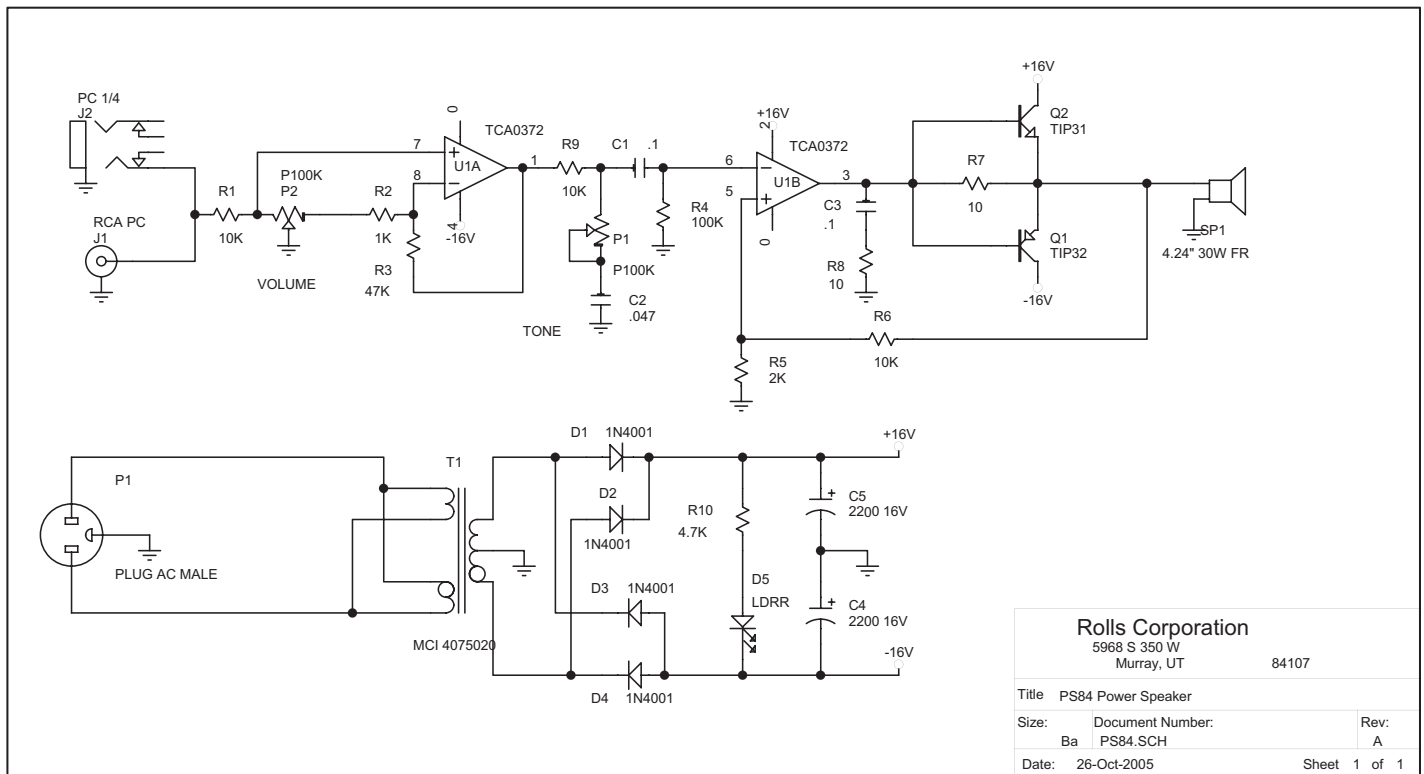 PC 1/4
J2
RCA PC
J1
R1
10K
P100K
P2
VOLUME
R2
1K
R3
47K
7
8
+
−
U1A
0
4
-16V
TCA0372
1
R9
10K
C1 .1
P1
P100K
C2
.047
TONE
R4
100K
6
5
−
+
U1B
+16V
2
0
TCA0372
3
C3
.1
R8
10
R7
10
+16V
Q2
TIP31
Q1
TIP32
-16V
SP1
4.24" 30W FR
R6
10K
R5
2K
P1
PLUG AC MALE
T1
MCI 4075020
D1 1N4001
D2
1N4001
D3 1N4001
D4 1N4001
R10
4.7K
D5
LDRR
+16V
+
C5
2200 16V
+
C4
2200 16V
-16V
Rolls Corporation
5968 S 350 W
Murray, UT 84107
Title PS84 Power Speaker
Size: Document Number: Rev:
Ba PS84.SCH A
Date: 26-Oct-2005 Sheet 1 of 1